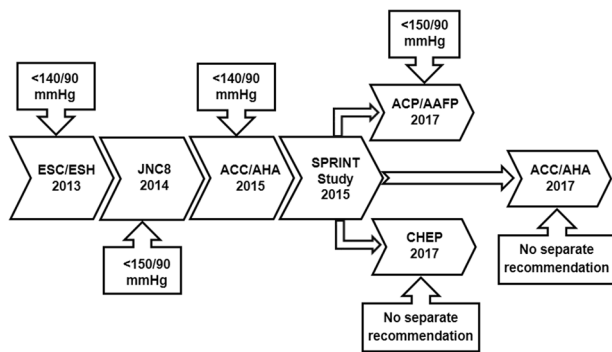 <150/90
mmHg
<140/90
mmHg
<140/90
mmHg
ACP/AAFP
2017
ESC/ESH
2013
JNC8
2014
ACC/AHA
2015
SPRINT
Study
2015
ACC/AHA
2017
CHEP
2017
<150/90
mmHg
No separate
recommendation
No separate
recommendation